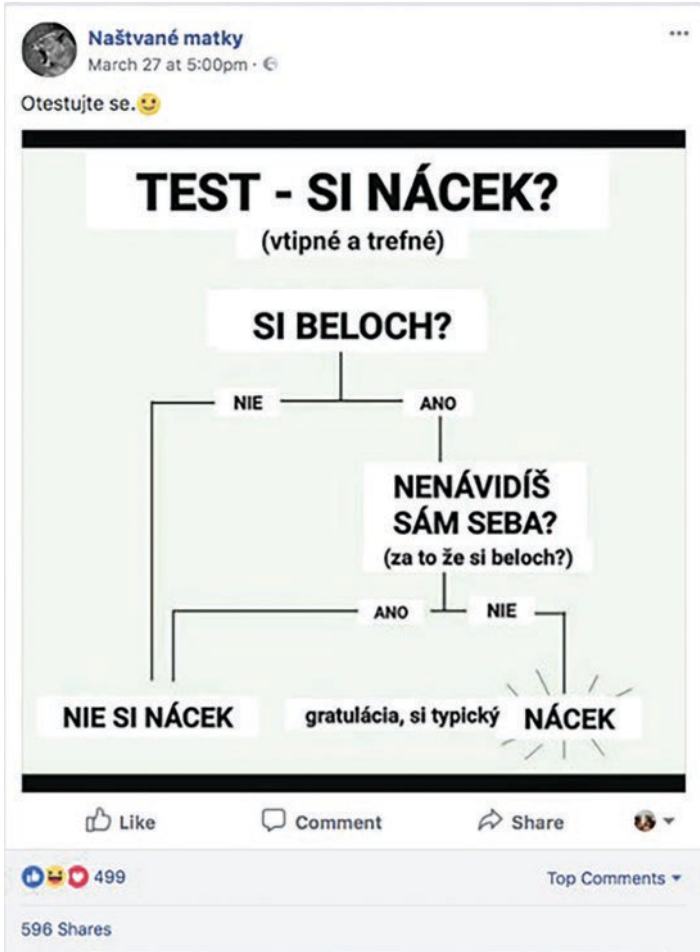 Naštvané matky
March 27 at 5:00pm ·
Otestujte se.
TEST - SI NÁCEK?
(vtipné a trefné)
SI BELOCH?
NIE
ANO
NENÁVIDÍŠ
SÁM SEBA?
(za to že si beloch?)
ANO
NIE
NIE SI NÁCEK
gratulácia, si typický NÁCEK
Like
Comment
Share
499
Top Comments
596 Shares